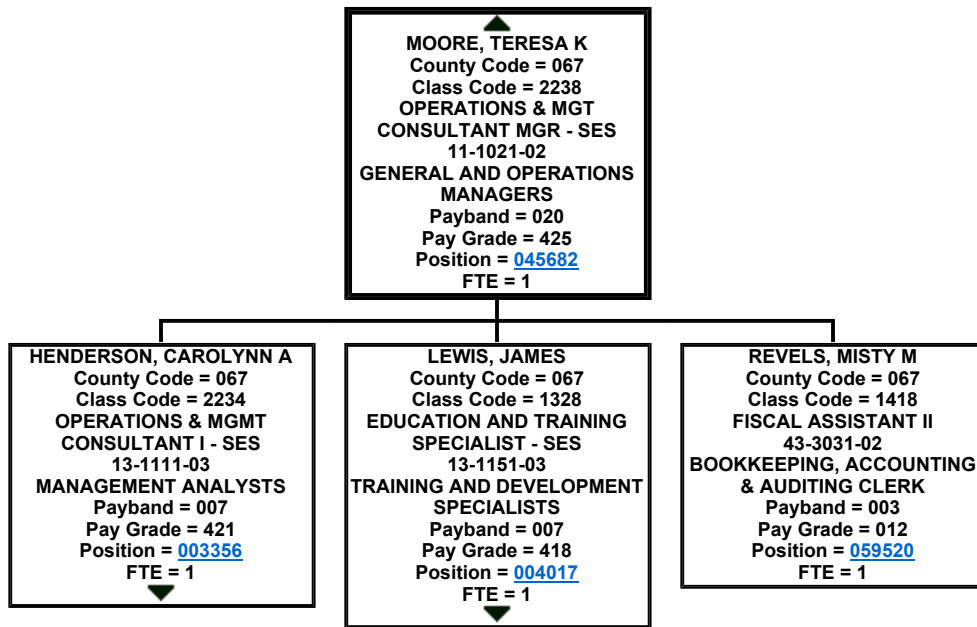 MOORE, TERESA K
County Code = 067
Class Code = 2238
OPERATIONS & MGT
CONSULTANT MGR - SES
11-1021-02
GENERAL AND OPERATIONS
MANAGERS
Payband = 020
Pay Grade = 425
Position = 045682
FTE = 1
HENDERSON, CAROLYNN A
County Code = 067
Class Code = 2234
OPERATIONS & MGMT
CONSULTANT I - SES
13-1111-03
MANAGEMENT ANALYSTS
Payband = 007
Pay Grade = 421
Position = 003356
FTE = 1
LEWIS, JAMES
County Code = 067
Class Code = 1328
EDUCATION AND TRAINING
SPECIALIST - SES
13-1151-03
TRAINING AND DEVELOPMENT
SPECIALISTS
Payband = 007
Pay Grade = 418
Position = 004017
FTE = 1
REVELS, MISTY M
County Code = 067
Class Code = 1418
FISCAL ASSISTANT II
43-3031-02
BOOKKEEPING, ACCOUNTING
& AUDITING CLERK
Payband = 003
Pay Grade = 012
Position = 059520
FTE = 1